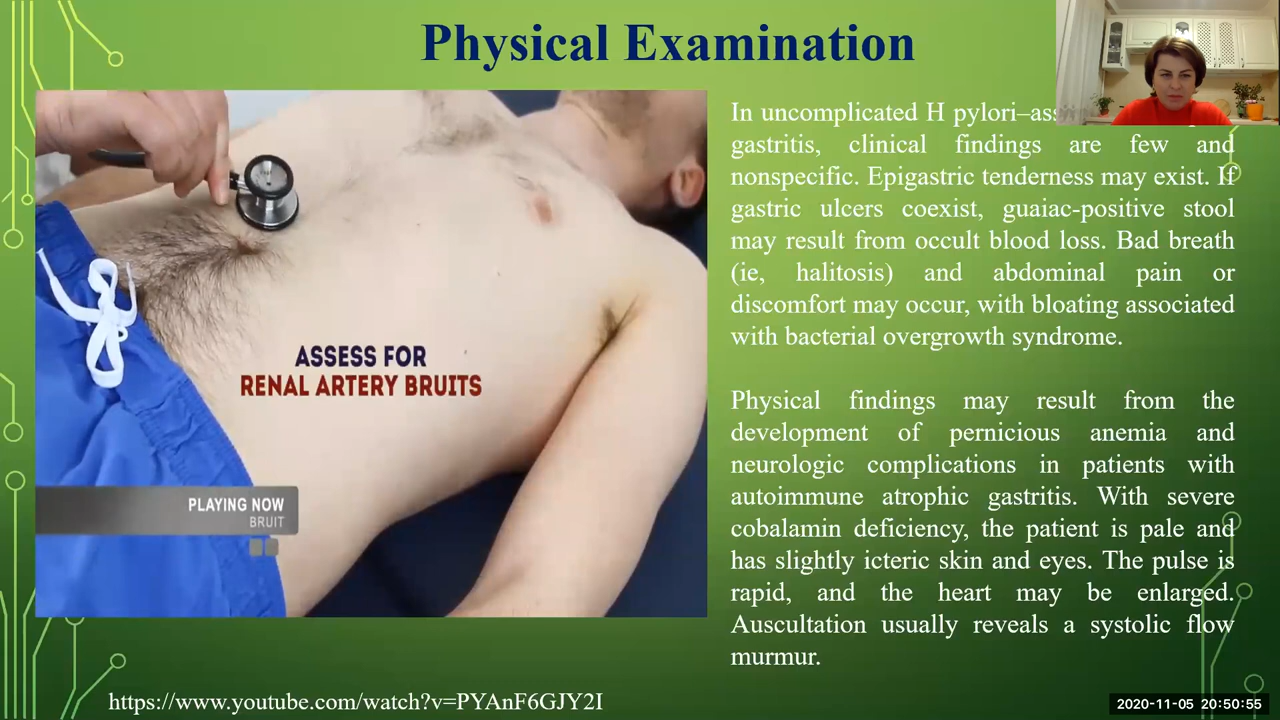 Physical Examination
In uncomplicated H pylori–ass
gastritis, clinical findings are few and
nonspecific. Epigastric tenderness may exist. If
gastric ulcers coexist, guaiac-positive stool
may result from occult blood loss. Bad breath
(ie, halitosis) and abdominal pain or
discomfort may occur, with bloating associated
with bacterial overgrowth syndrome.
Physical findings may result from the
development of pernicious anemia and
neurologic complications in patients with
autoimmune atrophic gastritis. With severe
cobalamin deficiency, the patient is pale and
has slightly icteric skin and eyes. The pulse is
rapid, and the heart may be enlarged.
Auscultation usually reveals a systolic flow
murmur.
ASSESS FOR
RENAL ARTERY BRUITS
PLAYING NOW
BRUIT
https://www.youtube.com/watch?v=PYAnF6GJY2I
2020-11-05 20:50:55